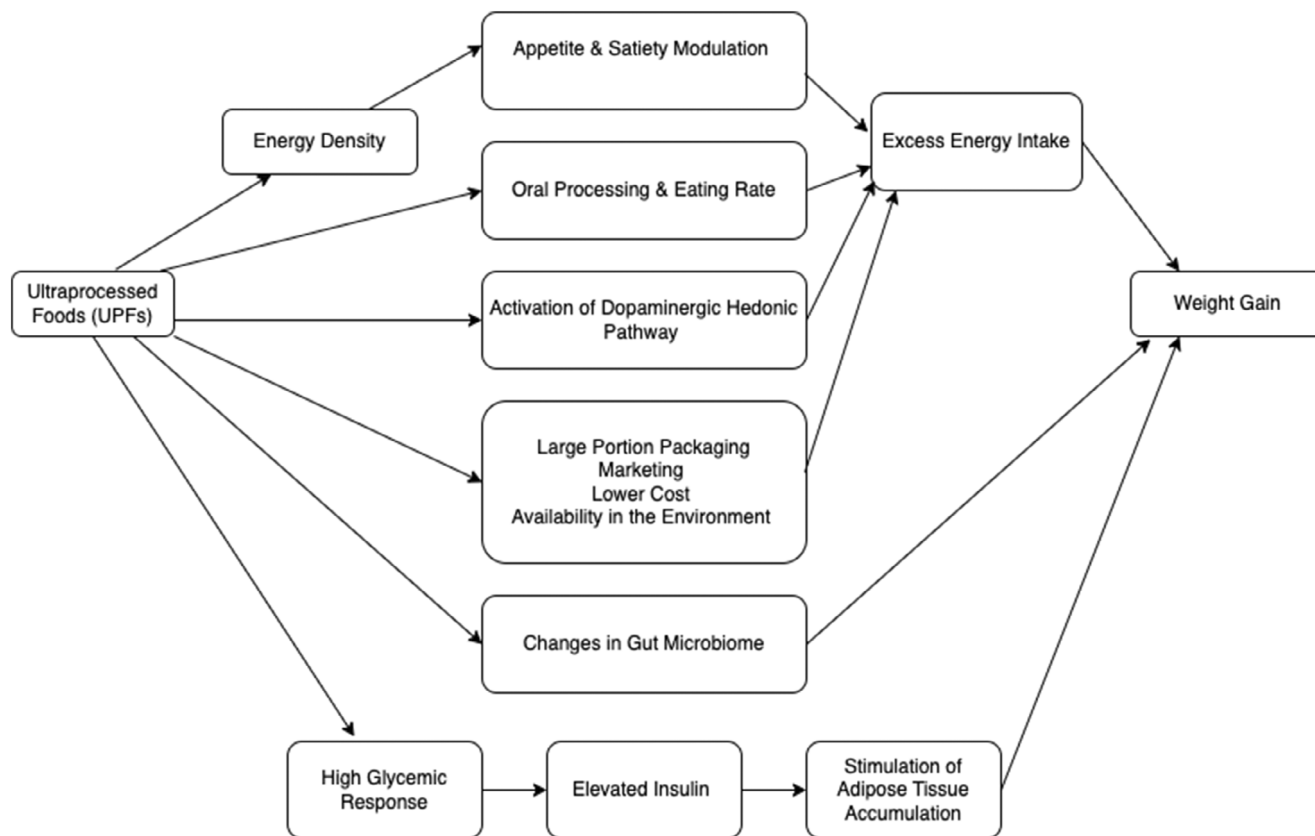 Appetite & Satiety Modulation
Energy Density
Excess Energy Intake
Oral Processing & Eating Rate
Ultraprocessed
Foods (UPFs)
Activation of Dopaminergic Hedonic
Pathway
Weight Gain
Large Portion Packaging
Marketing
Lower Cost
Availability in the Environment
Changes in Gut Microbiome
High Glycemic
Response
Elevated Insulin
Stimulation of
Adipose Tissue
Accumulation